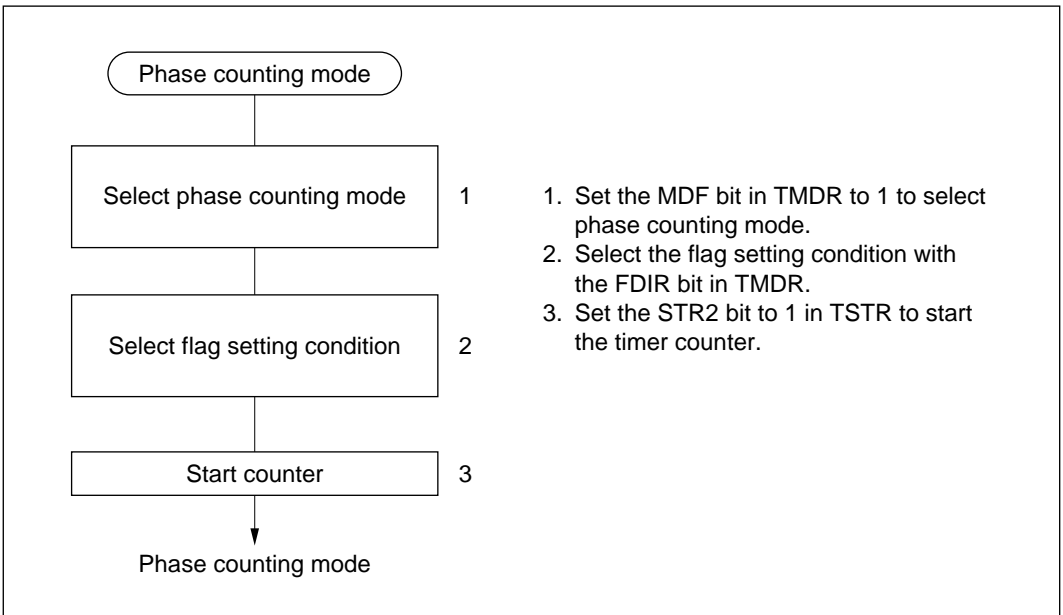 Phase counting mode
Select phase counting mode
1
Select flag setting condition
2
Start counter
3
Phase counting mode
1. Set the MDF bit in TMDR to 1 to select
phase counting mode.
2. Select the flag setting condition with
the FDIR bit in TMDR.
3. Set the STR2 bit to 1 in TSTR to start
the timer counter.